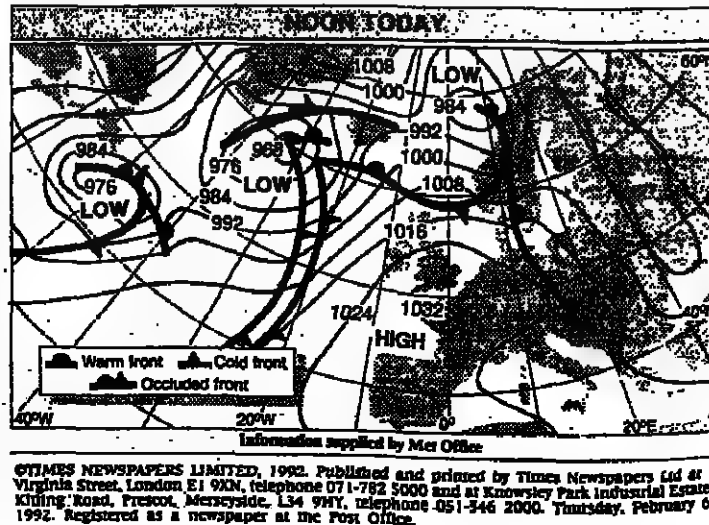 NOON TODAY
1008
1000
LOW
984
60°N
992
984
976
LOW
968
976
LOW
984
992
1000
1008
1016
1024
1032
HIGH
40°N
Warm front Cold front
Occluded front
40°W
20°W
0°
20°E
Information supplied by Met Office
©TIMES NEWSPAPERS LIMITED, 1992. Published and printed by Times Newspapers Ltd at
Virginia Street, London E1 9XN, telephone 071-782 5000 and at Knowsley Park Industrial Estate,
Kitling Road, Prescot, Merseyside, L34 9HY, telephone 051-546 2000. Thursday, February 6,
1992. Registered as a newspaper at the Post Office.